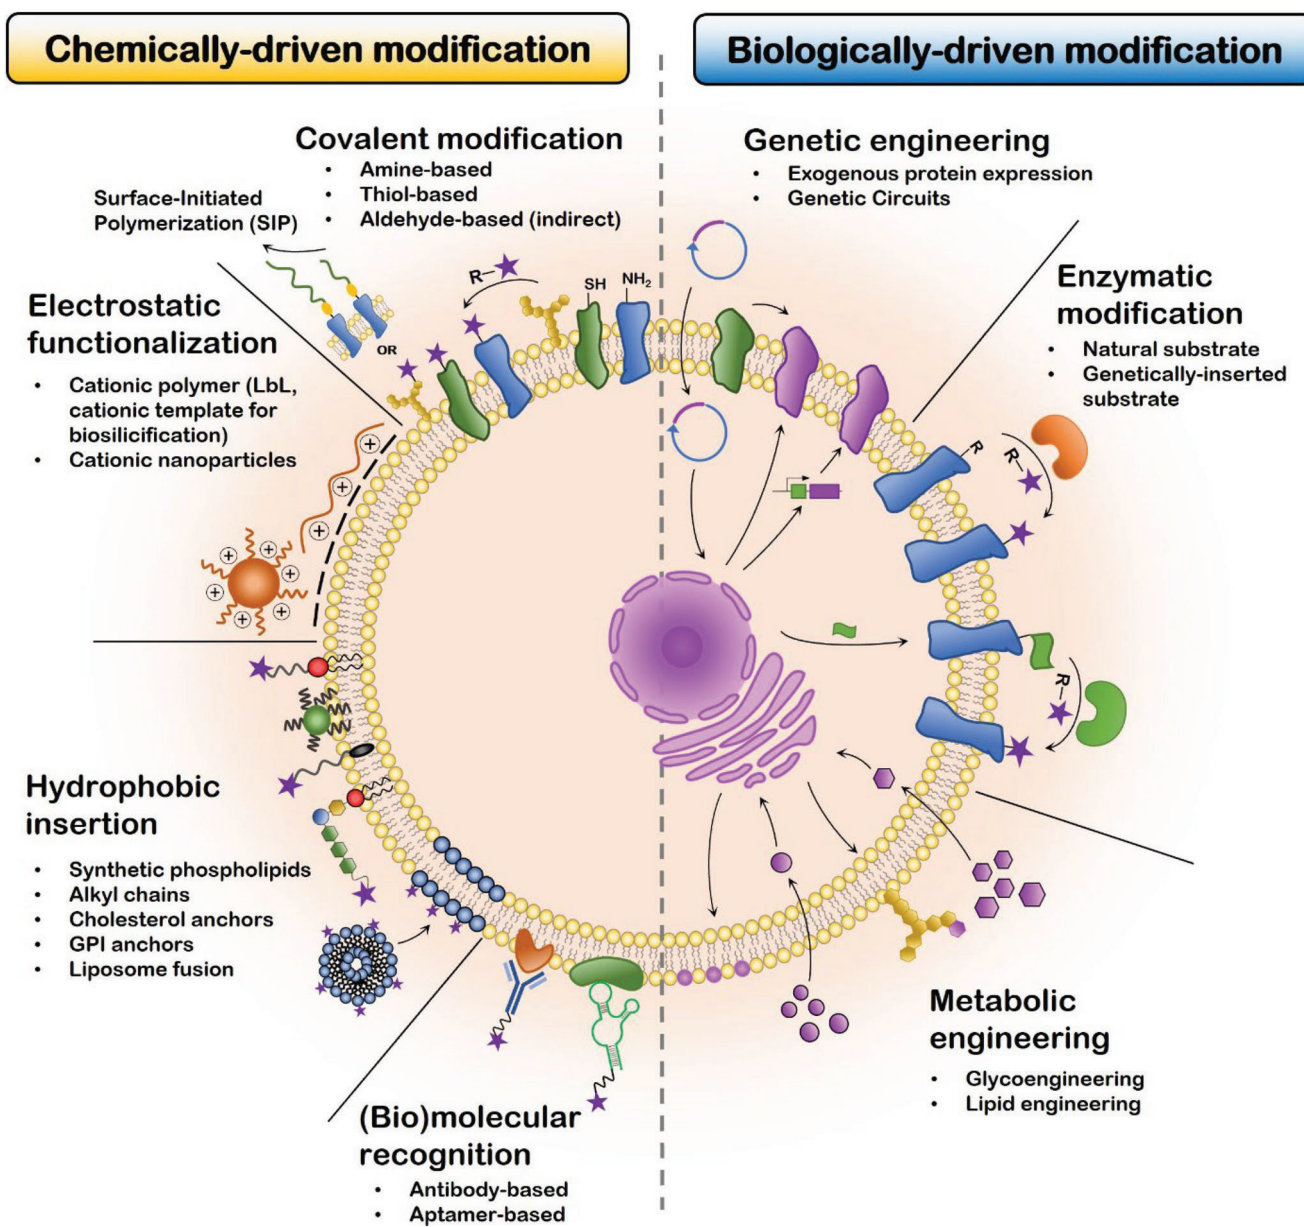 Chemically-driven modification
Biologically-driven modification
Covalent modification
• Amine-based
• Thiol-based
• Aldehyde-based (indirect)
Surface-Initiated
Polymerization (SIP)
Electrostatic
functionalization
• Cationic polymer (LbL,
cationic template for
biosilicification)
• Cationic nanoparticles
R
OR
SH
NH₂
+
+
+
+
+
+
+
+
+
+
Hydrophobic
insertion
• Synthetic phospholipids
• Alkyl chains
• Cholesterol anchors
• GPI anchors
• Liposome fusion
(Bio)molecular
recognition
• Antibody-based
• Aptamer-based
Genetic engineering
• Exogenous protein expression
• Genetic Circuits
Enzymatic
modification
• Natural substrate
• Genetically-inserted
substrate
R
R
R
Metabolic
engineering
• Glycoengineering
• Lipid engineering